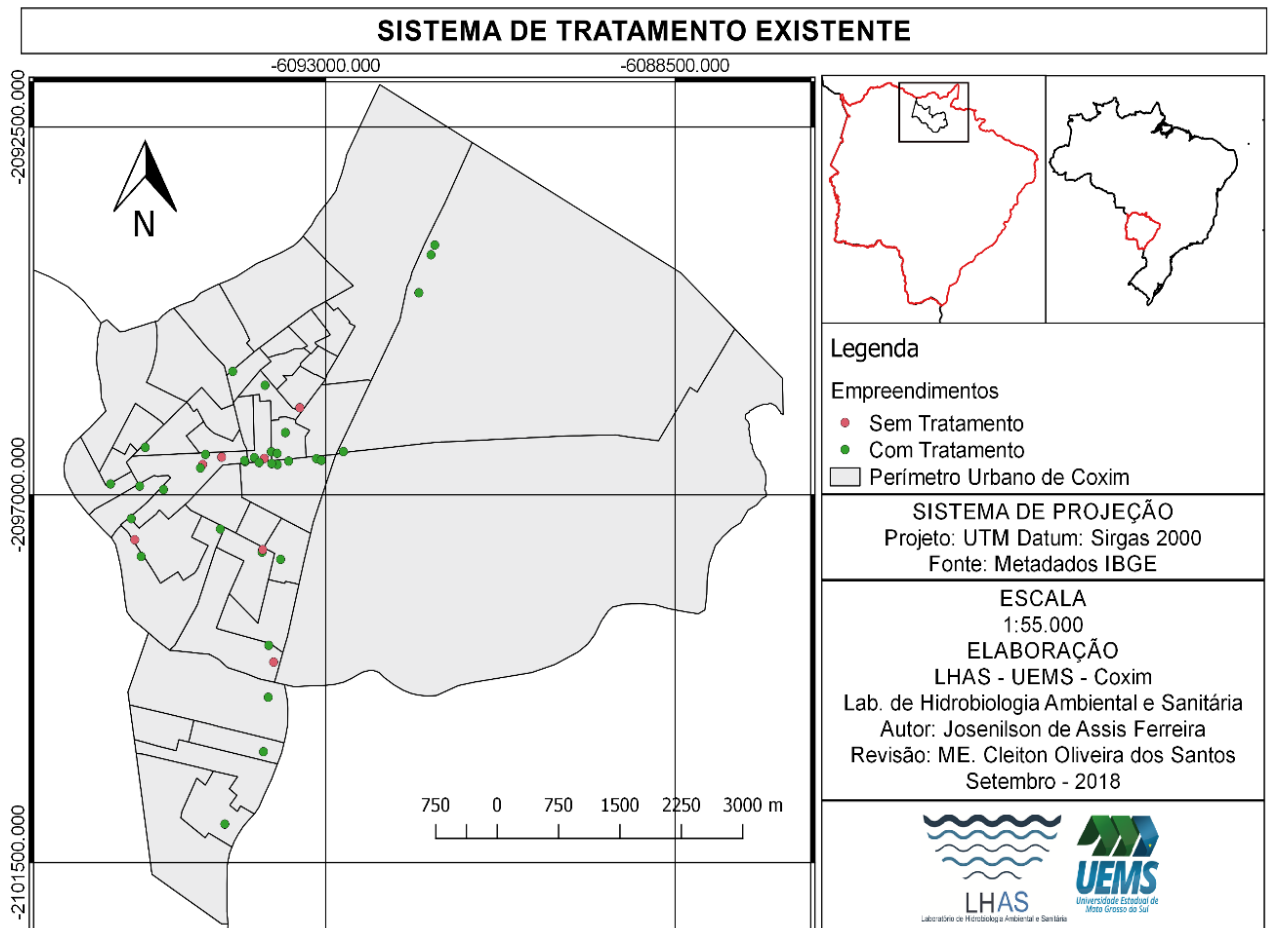 SISTEMA DE TRATAMENTO EXISTENTE
-6093000.000
-6088500.000
-2092500.000
-2097000.000
-2101500.000
N
750 0 750 1500 2250 3000 m
Legenda
Empreendimentos
Sem Tratamento
Com Tratamento
Perímetro Urbano de Coxim
SISTEMA DE PROJEÇÃO
Projeto: UTM Datum: Sirgas 2000
Fonte: Metadados IBGE
ESCALA
1:55.000
ELABORAÇÃO
LHAS - UEMS - Coxim
Lab. de Hidrobiologia Ambiental e Sanitária
Autor: Josenilson de Assis Ferreira
Revisão: ME. Cleiton Oliveira dos Santos
Setembro - 2018
LHAS
Laboratório de Hidrobiologia Ambiental e Sanitária
UEMS
Universidade Estadual de
Mato Grosso do Sul